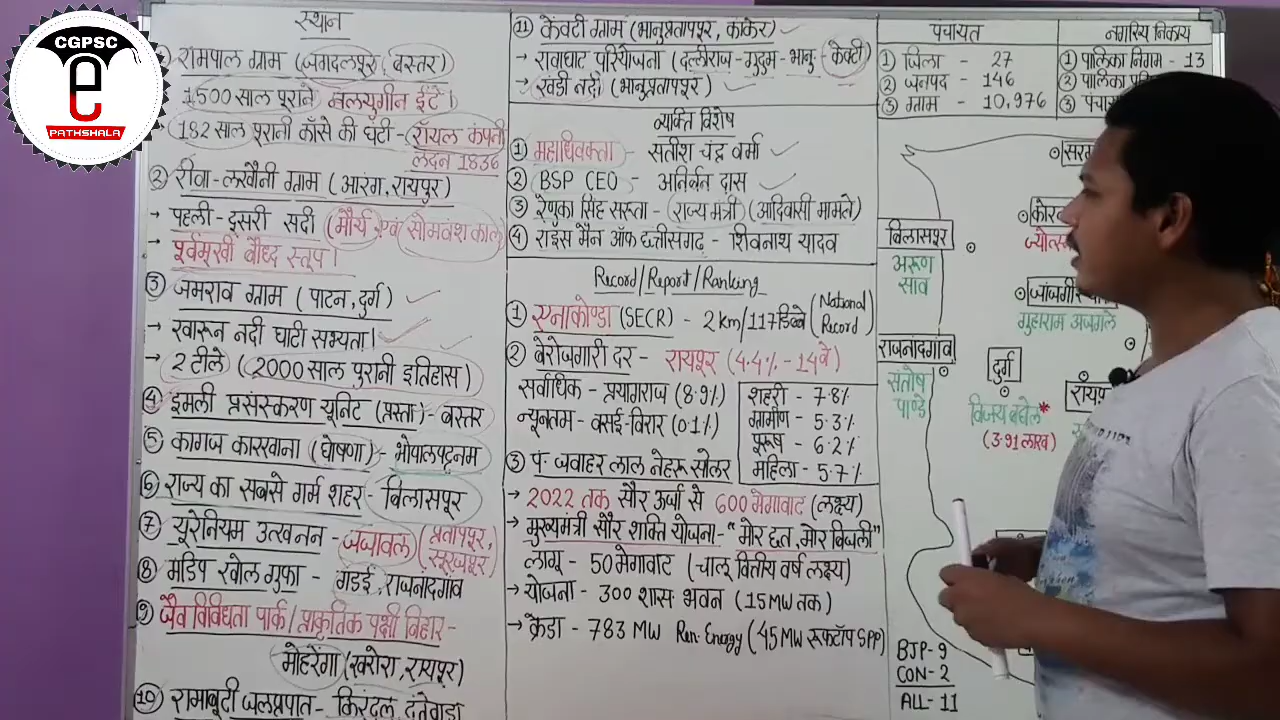 CGPSC
e
PATHSHALA
स्थान
रामपाल ग्राम (जगदलपुर, बस्तर)
1500 साल पूराने नलयुगीन ईंटे।
182 साल पूरानी काँसे की घंटी - रॉयल कंपनी
लंदन 1836
② रीवा-लखौली ग्राम (आरंग, रायपुर)
→ पहली-दूसरी सदी (मौर्य एवं सोमवंश काल)
→ पूर्वमूखी बौध्द स्तूप।
③ जमराव ग्राम (पाटन, दुर्ग)
→ खारून नदी घाटी सभ्यता।
→ 2 टीले (2000 साल पुरानी इतिहास)
④ इमली प्रसंस्करण यूनिट (प्रस्ता) - बस्तर
⑤ कागज कारखाना (घोषणा) - भोपालपट्टनम
⑥ राज्य का सबसे गर्म शहर - बिलासपूर
⑦ यूरेनियम उत्खनन - जजावल (प्रतापपूर, सूरजपूर)
⑧ मंडिप खोल गुफा - गंडई, राजनांदगांव
⑨ जैव विविधता पार्क / प्राकृतिक पक्षी विहार -
मोहरेंगा (खरोरा, रायपूर)
⑩ रामाबूटी जलप्रपात - किरंदुल, दंतेवाड़ा
⑪ केंवटी ग्राम (भानुप्रतापपूर, कांकेर)
→ रावघाट परियोजना (दल्लीराज - गुदुम - भानु - केवटी)
→ खंडी नदी (भानुप्रतापपूर)
व्यक्ति विशेष
① महाधिवक्ता - सतीश चंद्र वर्मा
② BSP CEO - अनिर्बन दास
③ रेणुका सिंह सरूता - राज्य मंत्री (आदिवासी मामले)
④ राइस मैन ऑफ छत्तीसगढ़ - शिवनाथ यादव
Record/Report/Ranking
① एनाकोण्डा (SECR) - 2 km/117 डिब्बे (National Record)
② बेरोजगारी दर - रायपूर (4.4% - 14वें)
सर्वाधिक - प्रयागराज (8.9%)
न्यूनतम - वसई-विरार (0.1%)
शहरी - 7.8%
ग्रामीण - 5.3%
पूरूष - 6.2%
महिला - 5.7%
③ पं. जवाहर लाल नेहरू सोलर
→ 2022 तक सौर ऊर्जा से 600 मेगावाट (लक्ष्य)
→ मुख्यमंत्री सौर शक्ति योजना - "मोर छत, मोर बिजली"
लागू - 50 मेगावाट (चालू वित्तीय वर्ष लक्ष्य)
→ योजना - 300 शास. भवन (15 MW तक)
→ क्रेडा - 783 MW Run. Energy (45 MW रूफटॉप SPP)
पंचायत
① जिला - 27
② जनपद - 146
③ ग्राम - 10,976
नगरिय निकाय
① पालिका निगम - 13
② पालिका
③
बिलासपूर
अरूण
साव
राजनांदगांव
संतोष
पाण्डे
दुर्ग
विजय बघेल*
(3.91 लाख)
गुहाराम अजगले
BJP- 9
CON- 2
ALL- 11